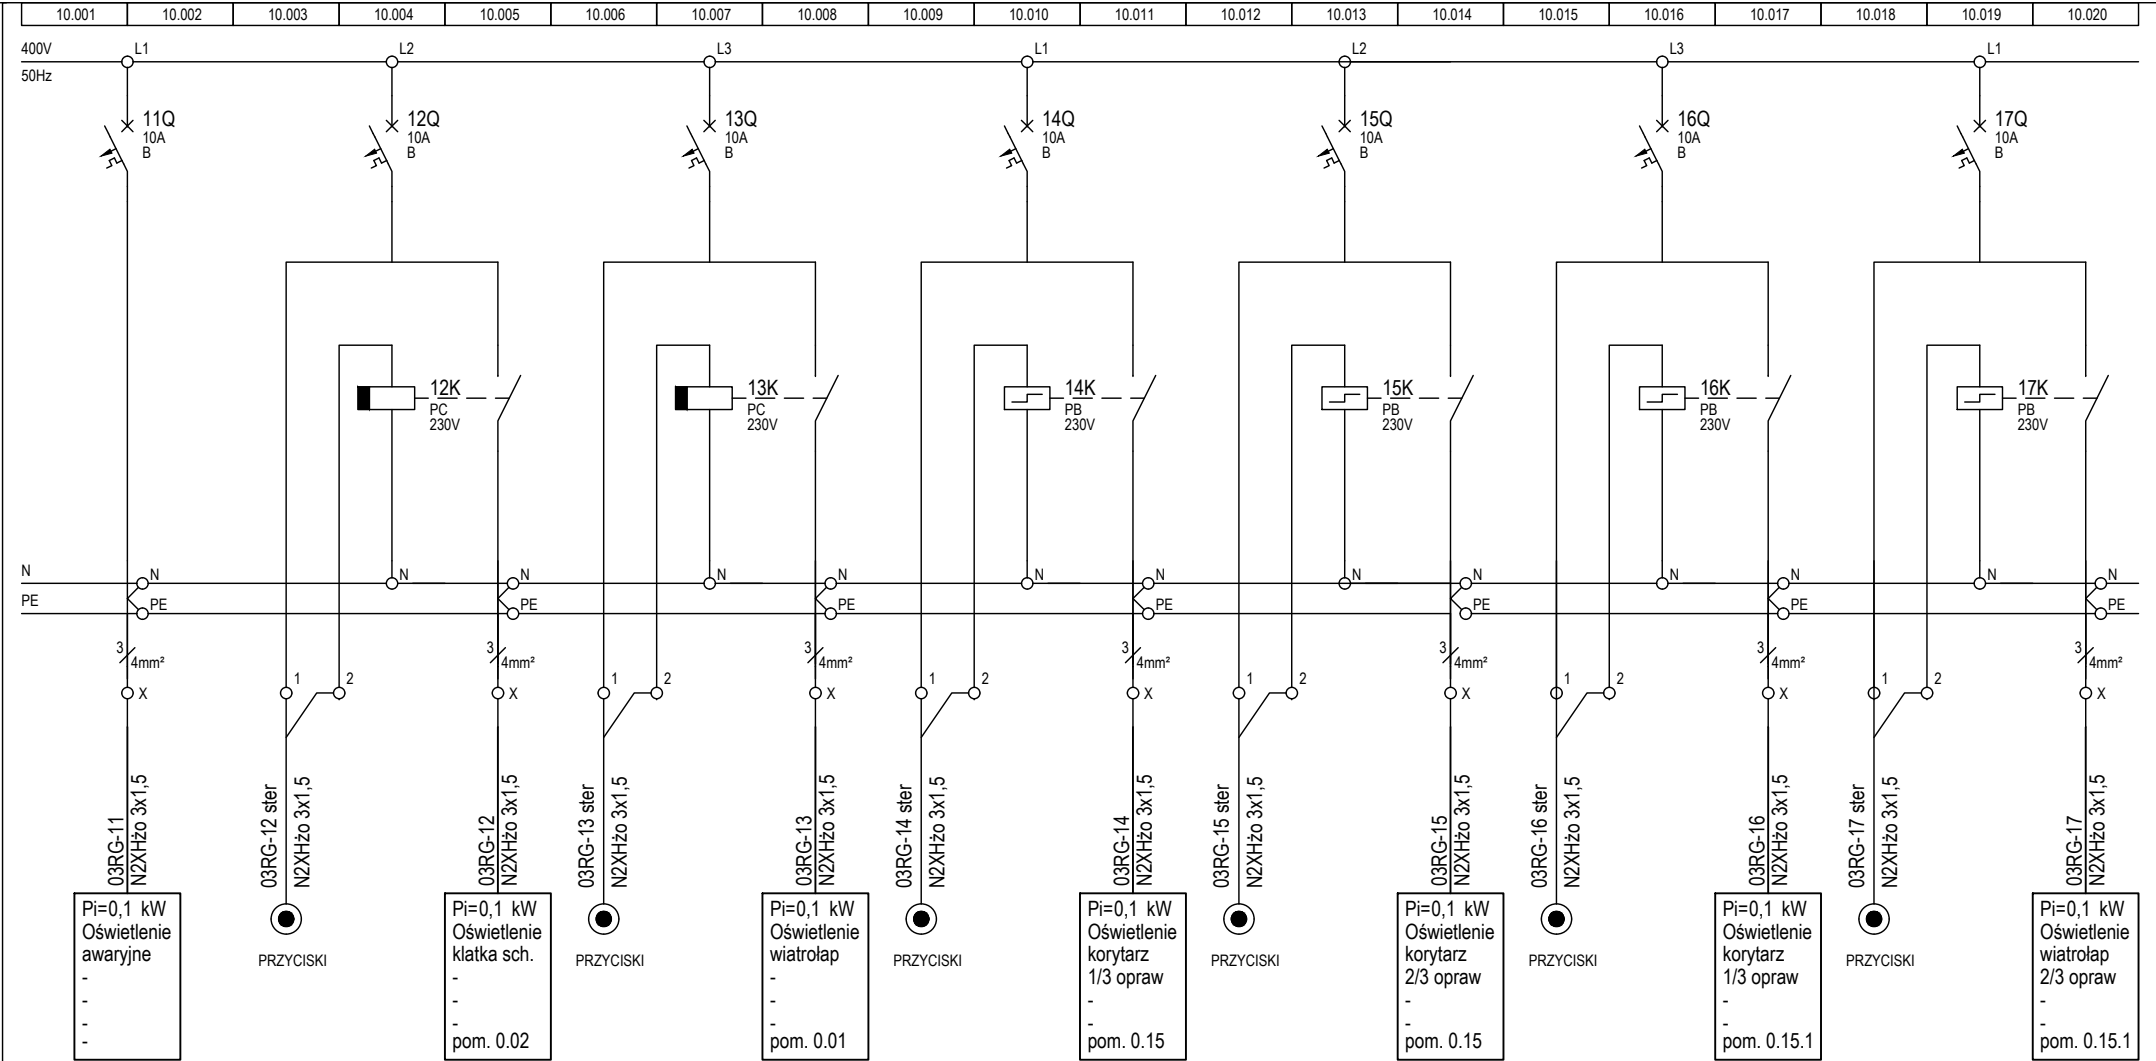 10.001 10.002 10.003 10.004 10.005 10.006 10.007 10.008 10.009 10.010 10.011 10.012 10.013 10.014 10.015 10.016 10.017 10.018 10.019 10.020
400V L1 L2 L3 L1 L2 L3 L1
50Hz
11Q 12Q 13Q 14Q 15Q 16Q 17Q
10A 10A 10A 10A 10A 10A 10A
B B B B B B B
12K 13K 14K 15K 16K 17K
PC PC PB PB PB PB
230V 230V 230V 230V 230V 230V
N N N N N N N N N N N N N N
PE PE PE PE PE PE PE PE
3 3 3 3 3 3 3
4mm² 4mm² 4mm² 4mm² 4mm² 4mm² 4mm²
1 2 1 2 1 2 1 2 1 2 1 2
X X X X X X X
03RG-11
N2XHżo 3x1,5
03RG-12 ster
N2XHżo 3x1,5
03RG-12
N2XHżo 3x1,5
03RG-13 ster
N2XHżo 3x1,5
03RG-13
N2XHżo 3x1,5
03RG-14 ster
N2XHżo 3x1,5
03RG-14
N2XHżo 3x1,5
03RG-15 ster
N2XHżo 3x1,5
03RG-15
N2XHżo 3x1,5
03RG-16 ster
N2XHżo 3x1,5
03RG-16
N2XHżo 3x1,5
03RG-17 ster
N2XHżo 3x1,5
03RG-17
N2XHżo 3x1,5
Pi=0,1 kW
Oświetlenie
awaryjne
-
-
-
-
PRZYCISKI
Pi=0,1 kW
Oświetlenie
klatka sch.
-
-
-
pom. 0.02
PRZYCISKI
Pi=0,1 kW
Oświetlenie
wiatrołap
-
-
-
pom. 0.01
PRZYCISKI
Pi=0,1 kW
Oświetlenie
korytarz
1/3 opraw
-
-
pom. 0.15
PRZYCISKI
Pi=0,1 kW
Oświetlenie
korytarz
2/3 opraw
-
-
pom. 0.15
PRZYCISKI
Pi=0,1 kW
Oświetlenie
korytarz
1/3 opraw
-
-
pom. 0.15.1
PRZYCISKI
Pi=0,1 kW
Oświetlenie
wiatrołap
2/3 opraw
-
-
pom. 0.15.1